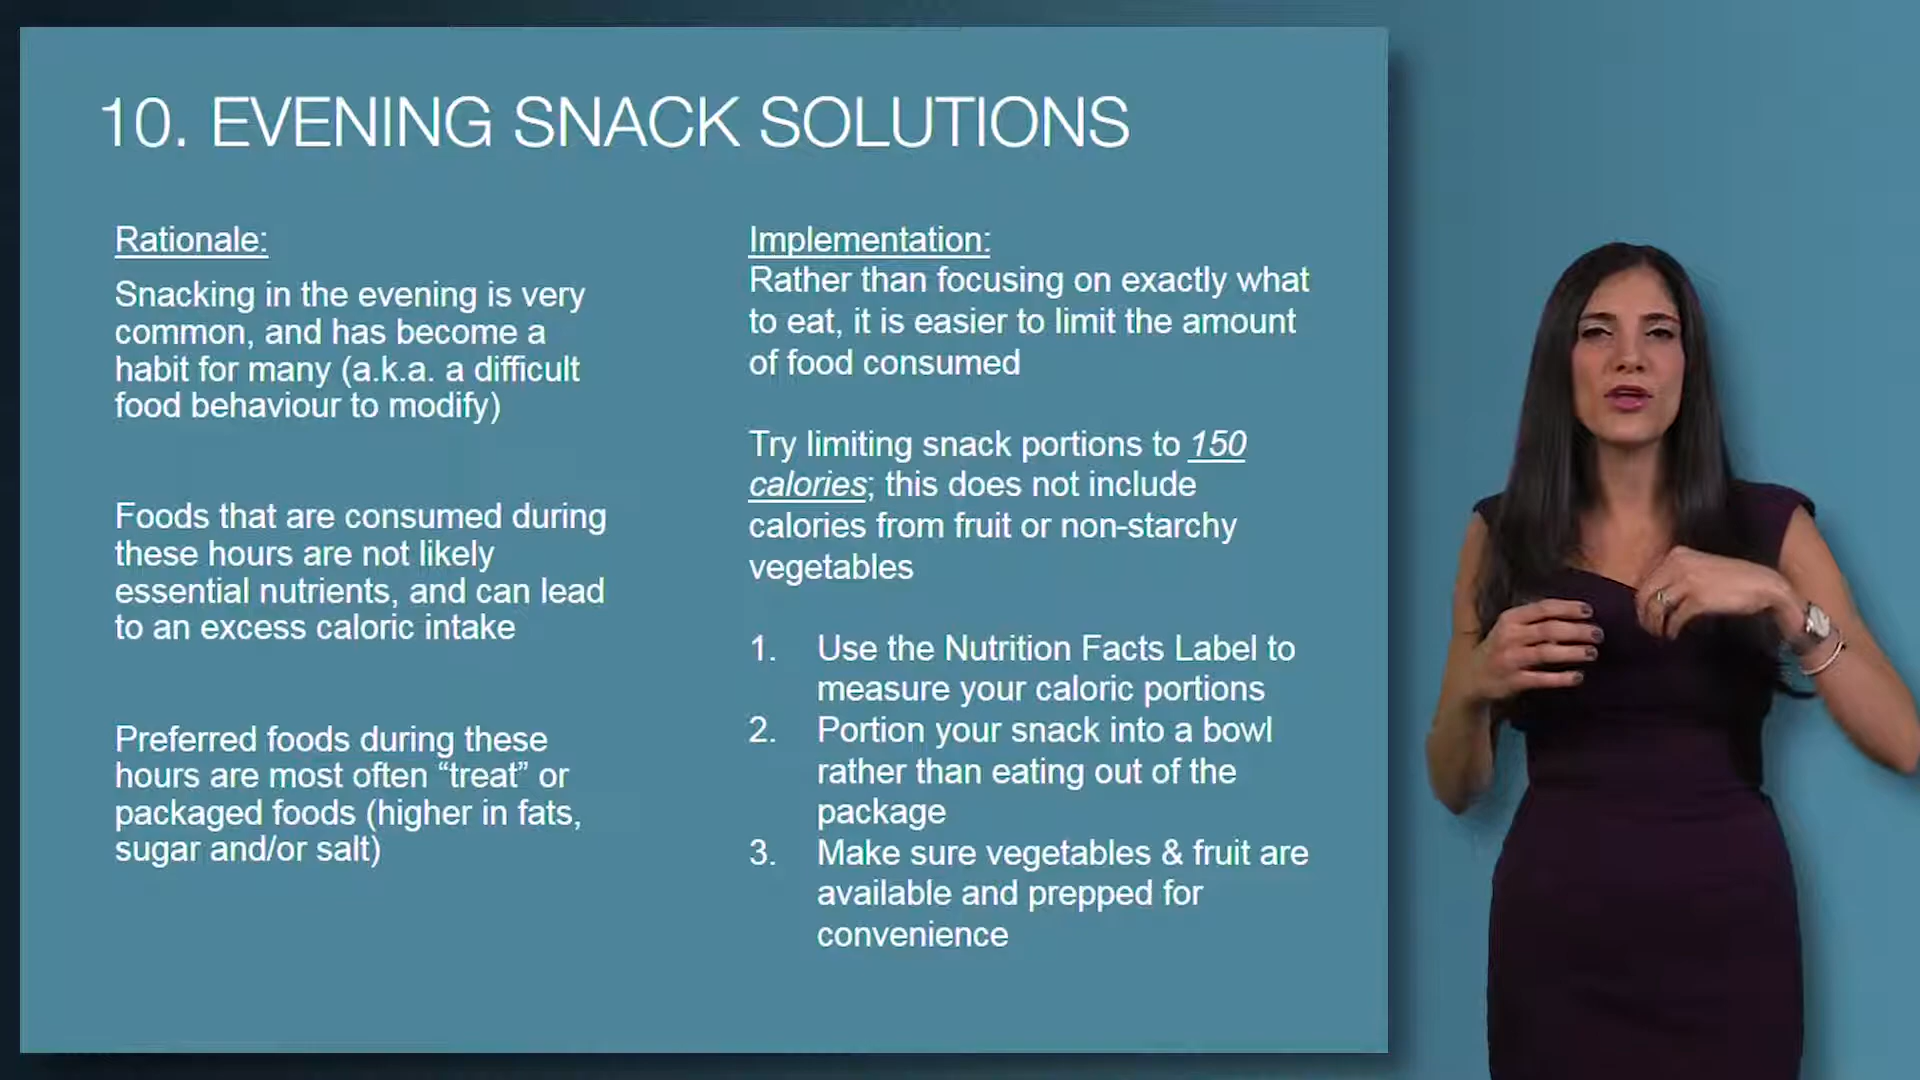 10. EVENING SNACK SOLUTIONS
Rationale:
Snacking in the evening is very
common, and has become a
habit for many (a.k.a. a difficult
food behaviour to modify)
Foods that are consumed during
these hours are not likely
essential nutrients, and can lead
to an excess caloric intake
Preferred foods during these
hours are most often “treat” or
packaged foods (higher in fats,
sugar and/or salt)
Implementation:
Rather than focusing on exactly what
to eat, it is easier to limit the amount
of food consumed
Try limiting snack portions to 150
calories; this does not include
calories from fruit or non-starchy
vegetables
1. Use the Nutrition Facts Label to
measure your caloric portions
2. Portion your snack into a bowl
rather than eating out of the
package
3. Make sure vegetables & fruit are
available and prepped for
convenience